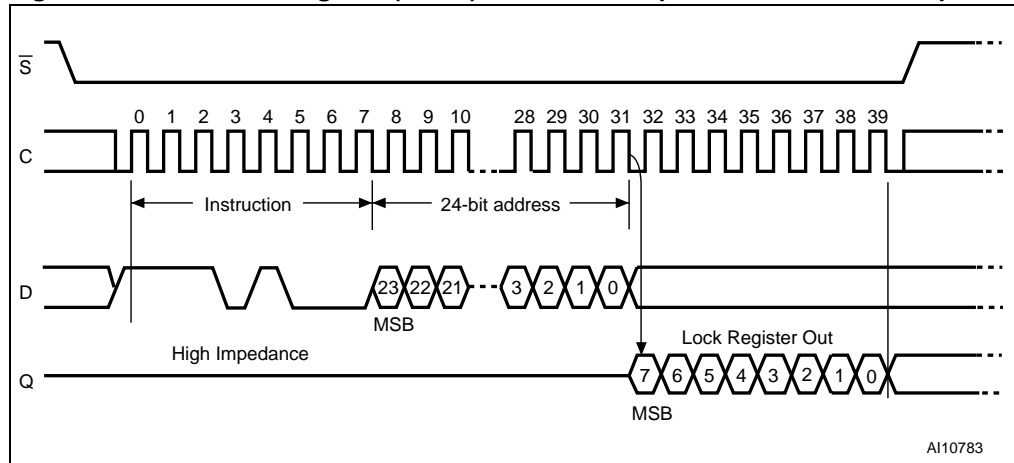 S
0 1 2 3 4 5 6 7 8 9 10 28 29 30 31 32 33 34 35 36 37 38 39
C
Instruction 24-bit address
D
23 22 21 3 2 1 0
MSB
High Impedance Lock Register Out
Q
7 6 5 4 3 2 1 0
MSB
AI10783